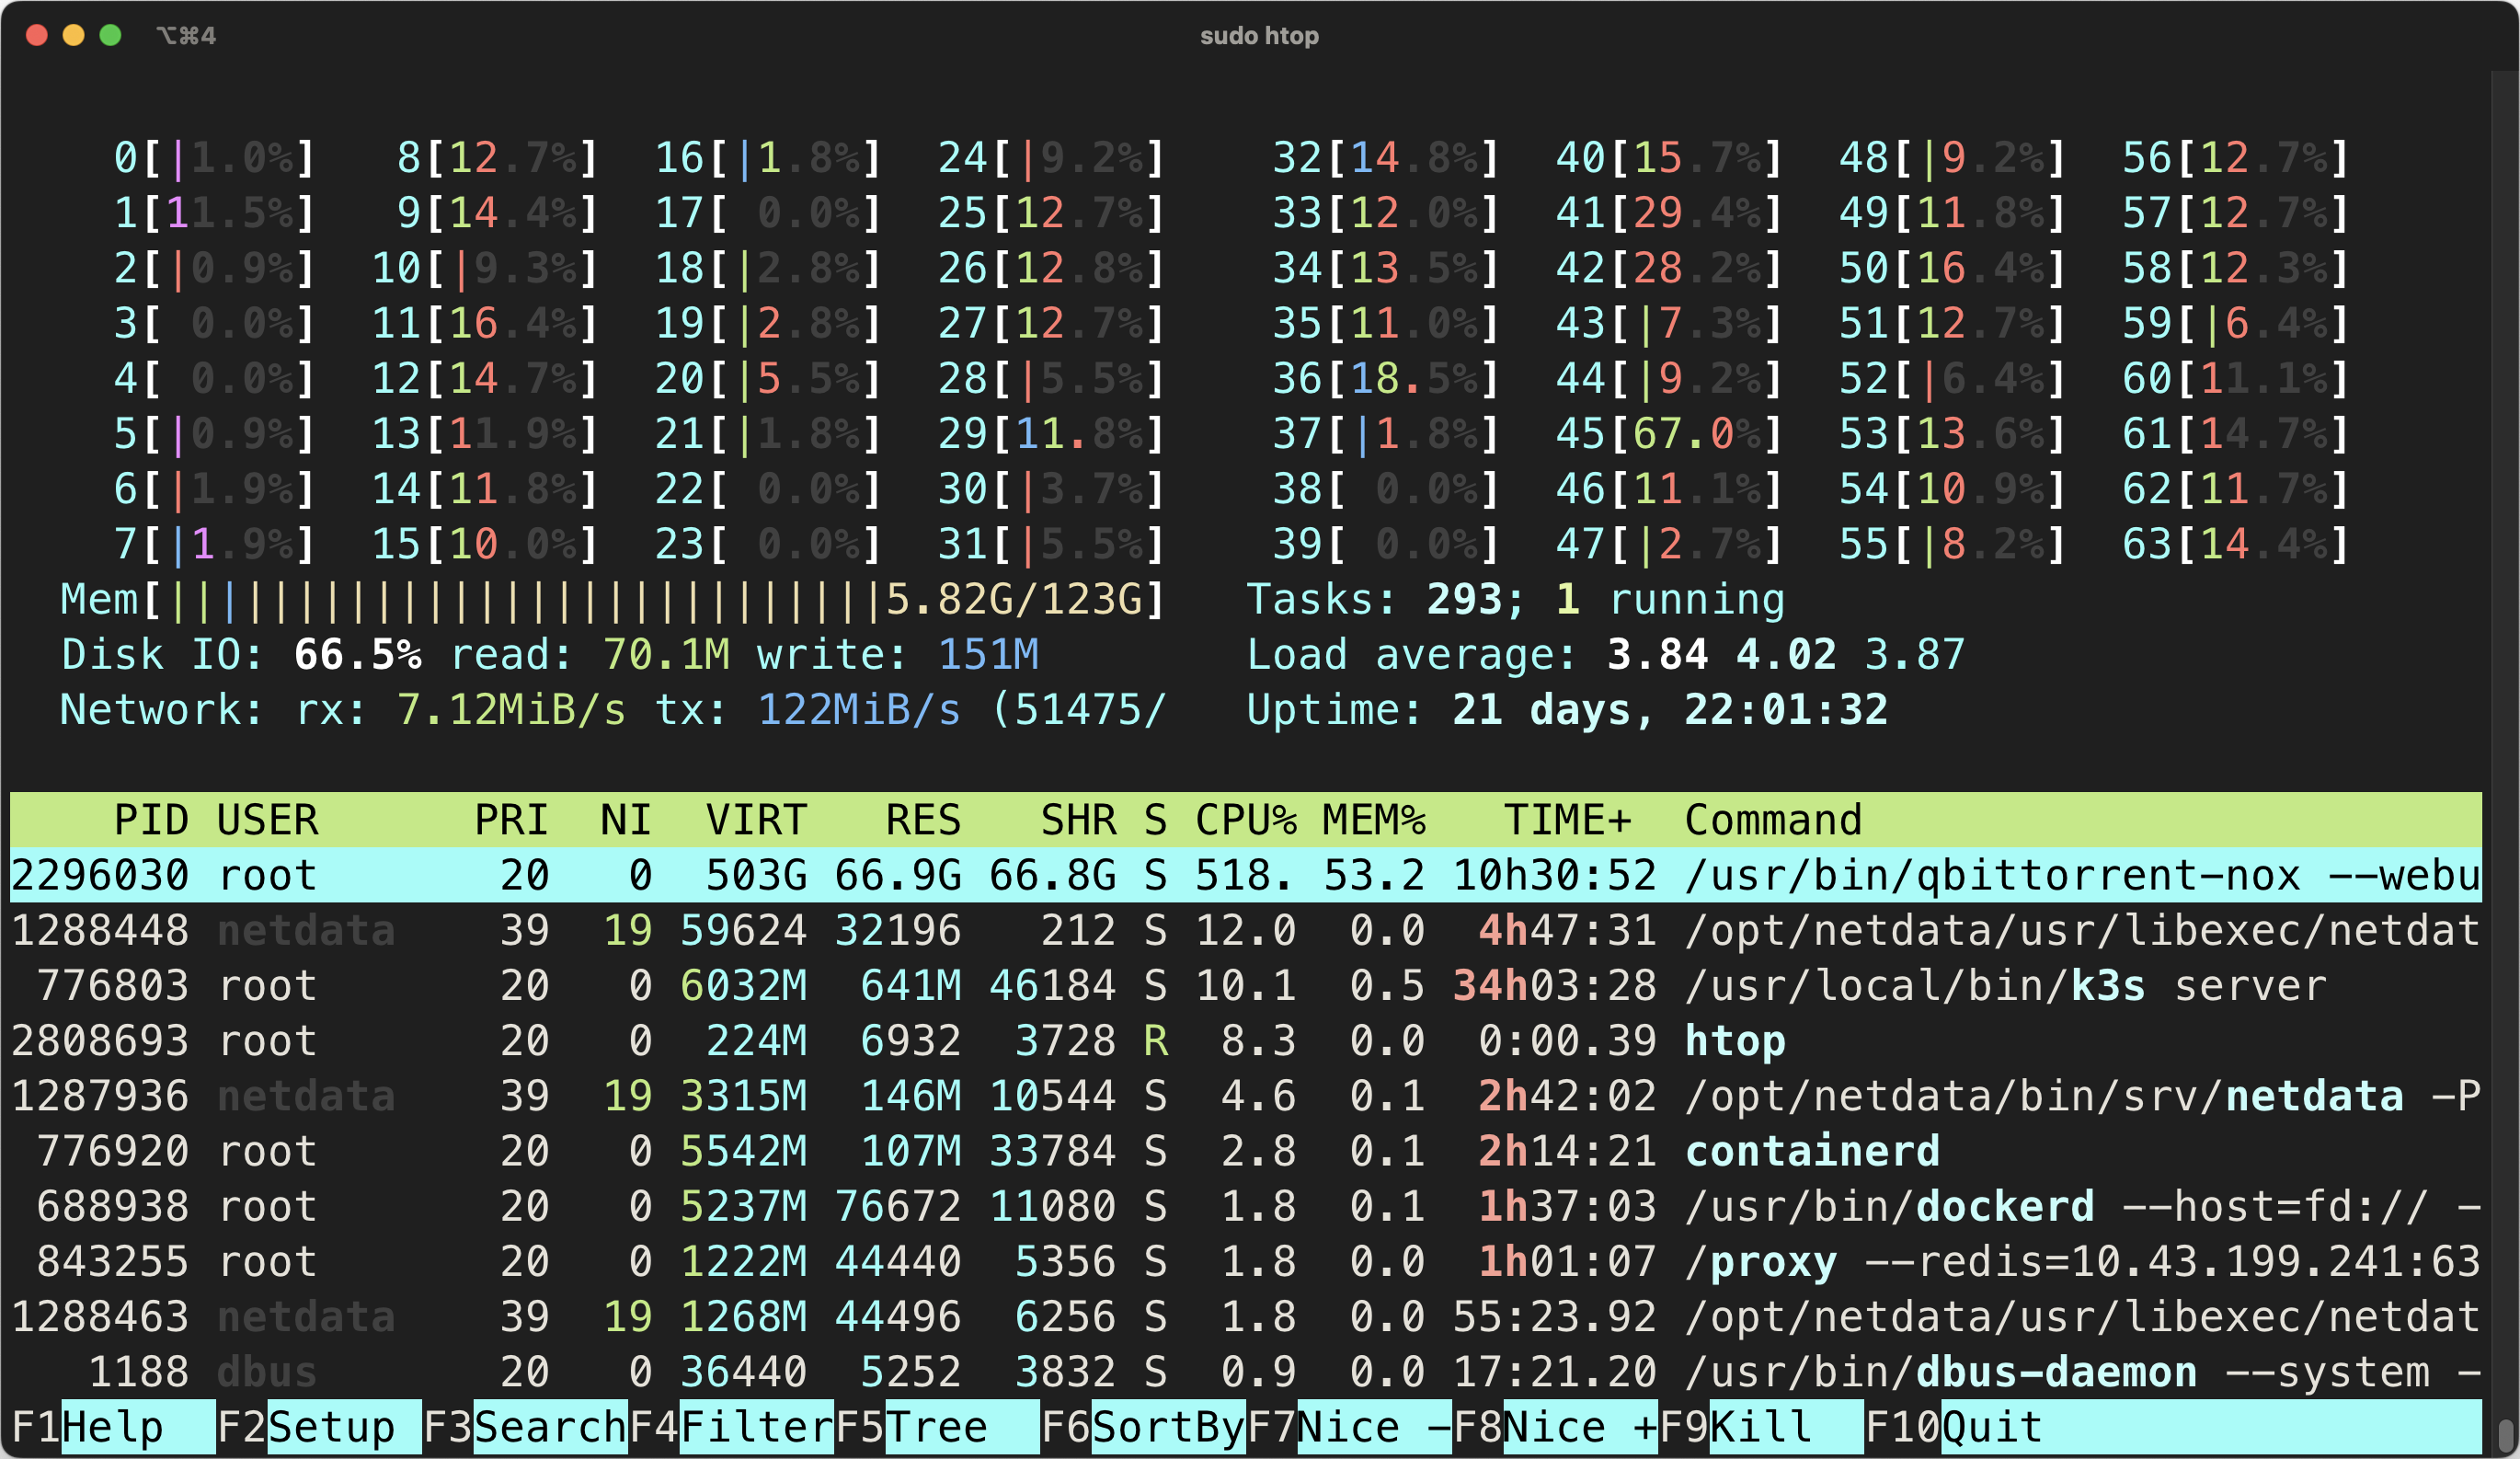 ⌥⌘4 sudo htop
0[|1.0%] 8[12.7%] 16[|1.8%] 24[|9.2%] 32[14.8%] 40[15.7%] 48[|9.2%] 56[12.7%]
1[11.5%] 9[14.4%] 17[ 0.0%] 25[12.7%] 33[12.0%] 41[29.4%] 49[11.8%] 57[12.7%]
2[|0.9%] 10[|9.3%] 18[|2.8%] 26[12.8%] 34[13.5%] 42[28.2%] 50[16.4%] 58[12.3%]
3[ 0.0%] 11[16.4%] 19[|2.8%] 27[12.7%] 35[11.0%] 43[|7.3%] 51[12.7%] 59[|6.4%]
4[ 0.0%] 12[14.7%] 20[|5.5%] 28[|5.5%] 36[18.5%] 44[|9.2%] 52[|6.4%] 60[11.1%]
5[|0.9%] 13[11.9%] 21[|1.8%] 29[11.8%] 37[|1.8%] 45[67.0%] 53[13.6%] 61[14.7%]
6[|1.9%] 14[11.8%] 22[ 0.0%] 30[|3.7%] 38[ 0.0%] 46[11.1%] 54[10.9%] 62[11.7%]
7[|1.9%] 15[10.0%] 23[ 0.0%] 31[|5.5%] 39[ 0.0%] 47[|2.7%] 55[|8.2%] 63[14.4%]
Mem[||||||||||||||||||||||||||||5.82G/123G] Tasks: 293; 1 running
Disk IO: 66.5% read: 70.1M write: 151M Load average: 3.84 4.02 3.87
Network: rx: 7.12MiB/s tx: 122MiB/s (51475/ Uptime: 21 days, 22:01:32
PID USER PRI NI VIRT RES SHR S CPU% MEM% TIME+ Command
2296030 root 20 0 503G 66.9G 66.8G S 518. 53.2 10h30:52 /usr/bin/qbittorrent-nox --webu
1288448 netdata 39 19 59624 32196 212 S 12.0 0.0 4h47:31 /opt/netdata/usr/libexec/netdat
776803 root 20 0 6032M 641M 46184 S 10.1 0.5 34h03:28 /usr/local/bin/k3s server
2808693 root 20 0 224M 6932 3728 R 8.3 0.0 0:00.39 htop
1287936 netdata 39 19 3315M 146M 10544 S 4.6 0.1 2h42:02 /opt/netdata/bin/srv/netdata -P
776920 root 20 0 5542M 107M 33784 S 2.8 0.1 2h14:21 containerd
688938 root 20 0 5237M 76672 11080 S 1.8 0.1 1h37:03 /usr/bin/dockerd --host=fd:// -
843255 root 20 0 1222M 44440 5356 S 1.8 0.0 1h01:07 /proxy --redis=10.43.199.241:63
1288463 netdata 39 19 1268M 44496 6256 S 1.8 0.0 55:23.92 /opt/netdata/usr/libexec/netdat
1188 dbus 20 0 36440 5252 3832 S 0.9 0.0 17:21.20 /usr/bin/dbus-daemon --system -
F1Help F2Setup F3SearchF4FilterF5Tree F6SortByF7Nice -F8Nice +F9Kill F10Quit